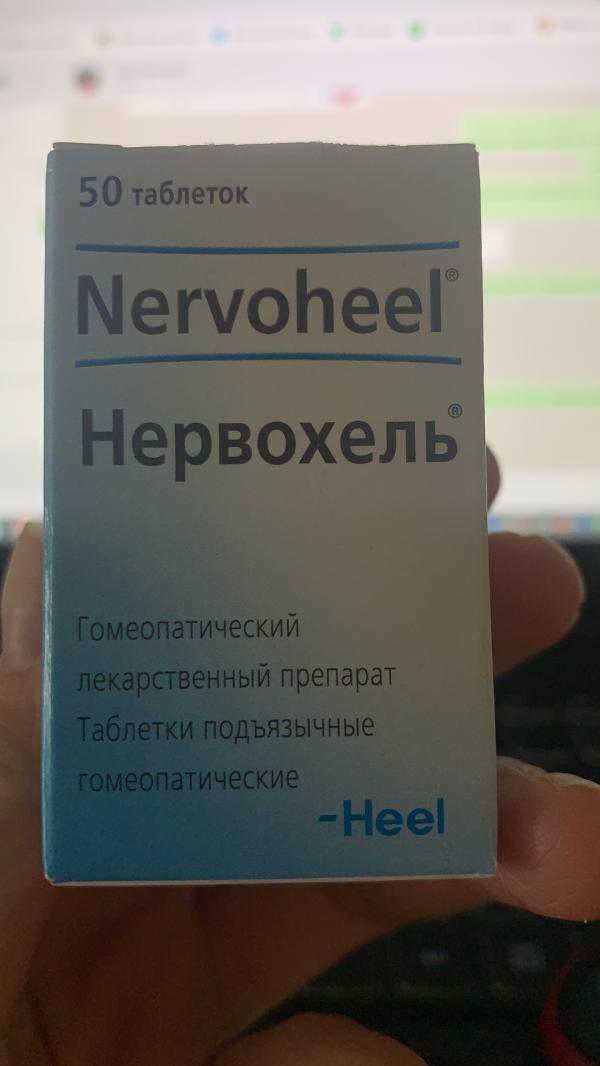 50 таблеток
Nervoheel®
Нервохель®
Гомеопатический
лекарственный препарат
Таблетки подъязычные
гомеопатические
-Heel